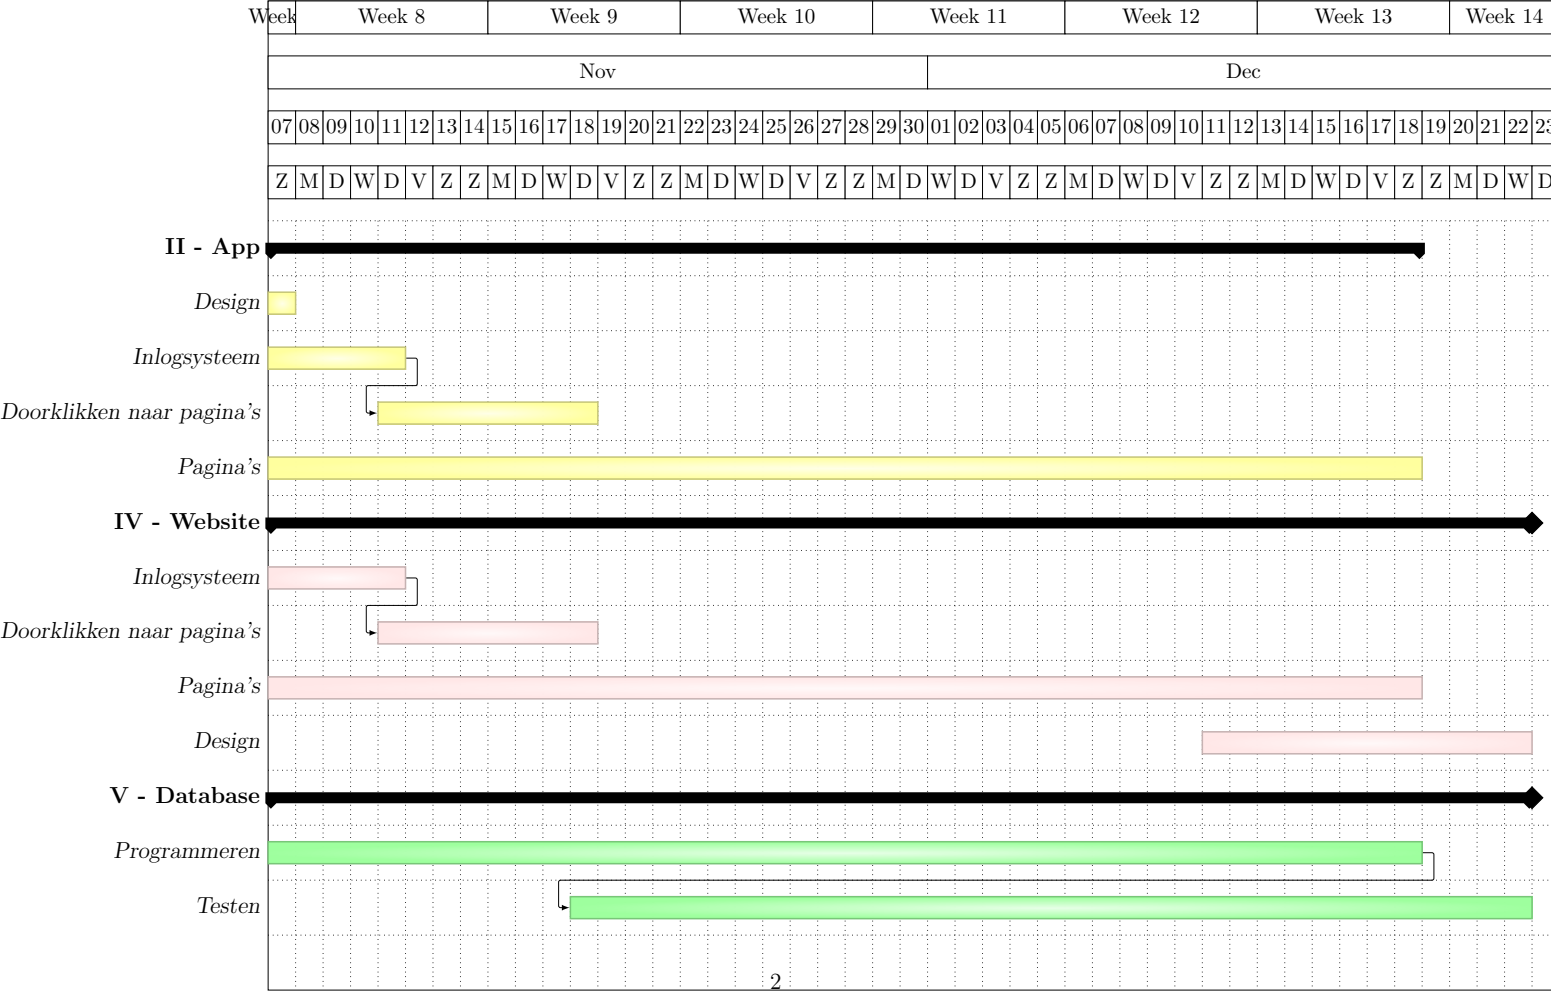 Week Week 8 Week 9 Week 10 Week 11 Week 12 Week 13 Week 14
Nov Dec
07 08 09 10 11 12 13 14 15 16 17 18 19 20 21 22 23 24 25 26 27 28 29 30 01 02 03 04 05 06 07 08 09 10 11 12 13 14 15 16 17 18 19 20 21 22 23
Z M D W D V Z Z M D W D V Z Z M D W D V Z Z M D W D V Z Z M D W D V Z Z M D W D V Z Z M D W D
II - App
Design
Inlogsysteem
Doorklikken naar pagina's
Pagina's
IV - Website
Inlogsysteem
Doorklikken naar pagina's
Pagina's
Design
V - Database
Programmeren
Testen
2